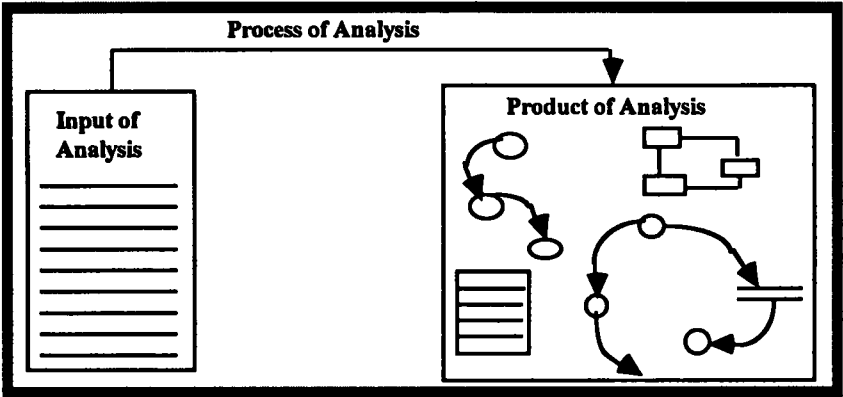 Process of Analysis
Input of
Analysis
Product of Analysis